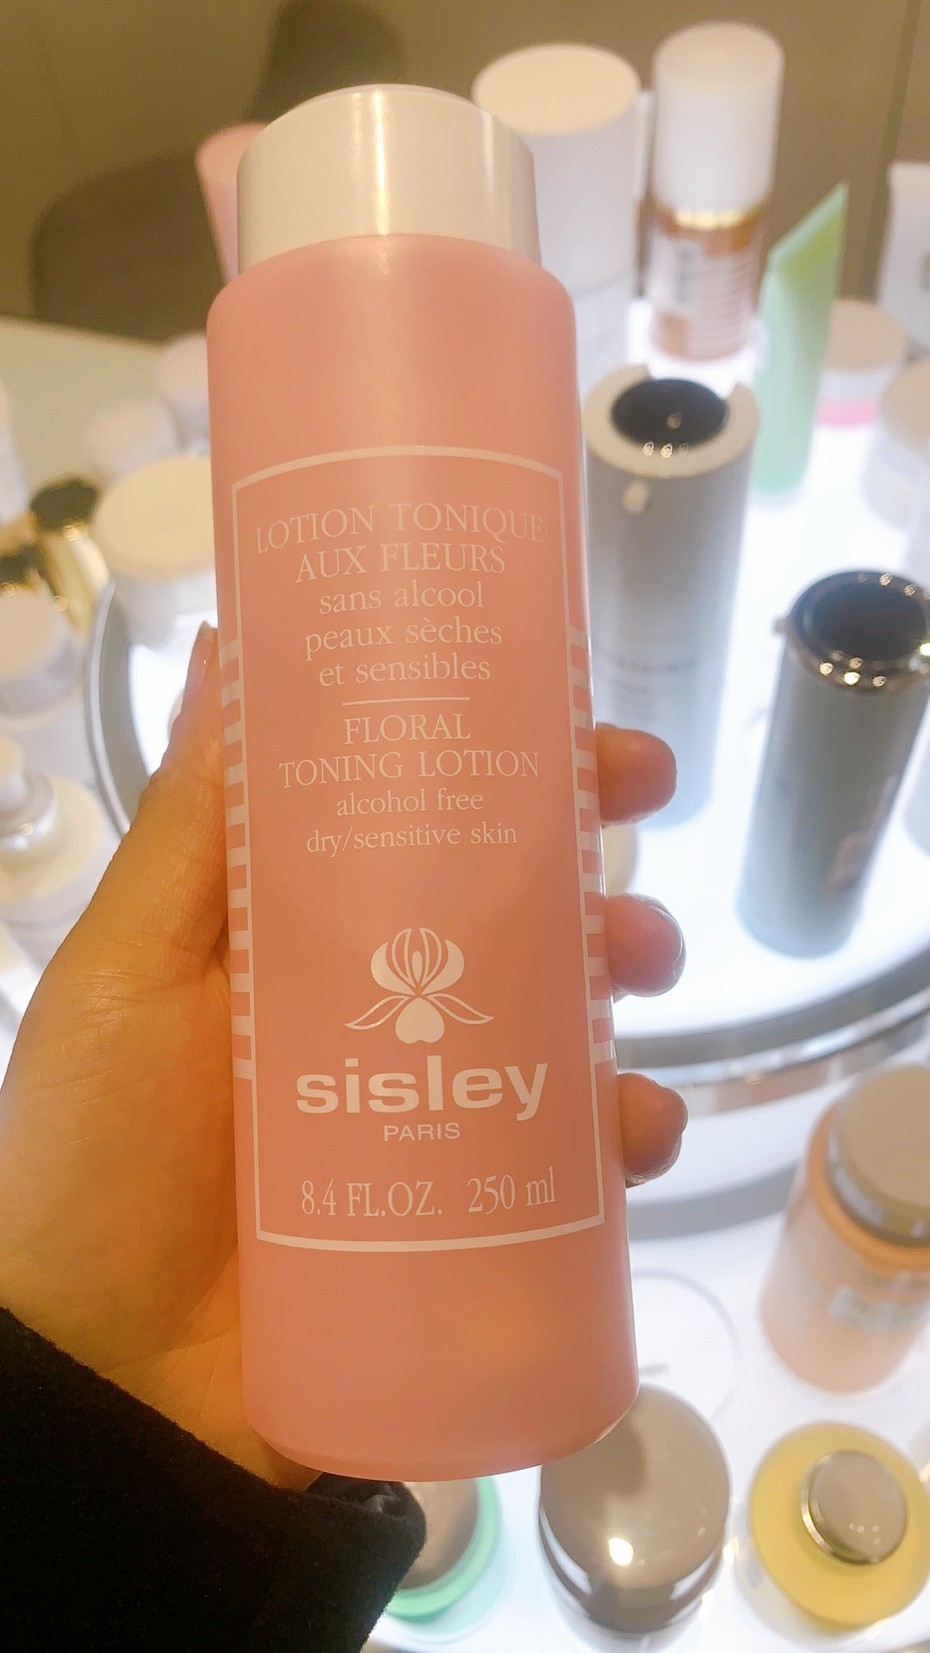 LOTION TONIQUE
AUX FLEURS
sans alcool
peaux sèches
et sensibles
FLORAL
TONING LOTION
alcohol free
dry/sensitive skin
sisley
PARIS
8.4 FL.OZ. 250 ml